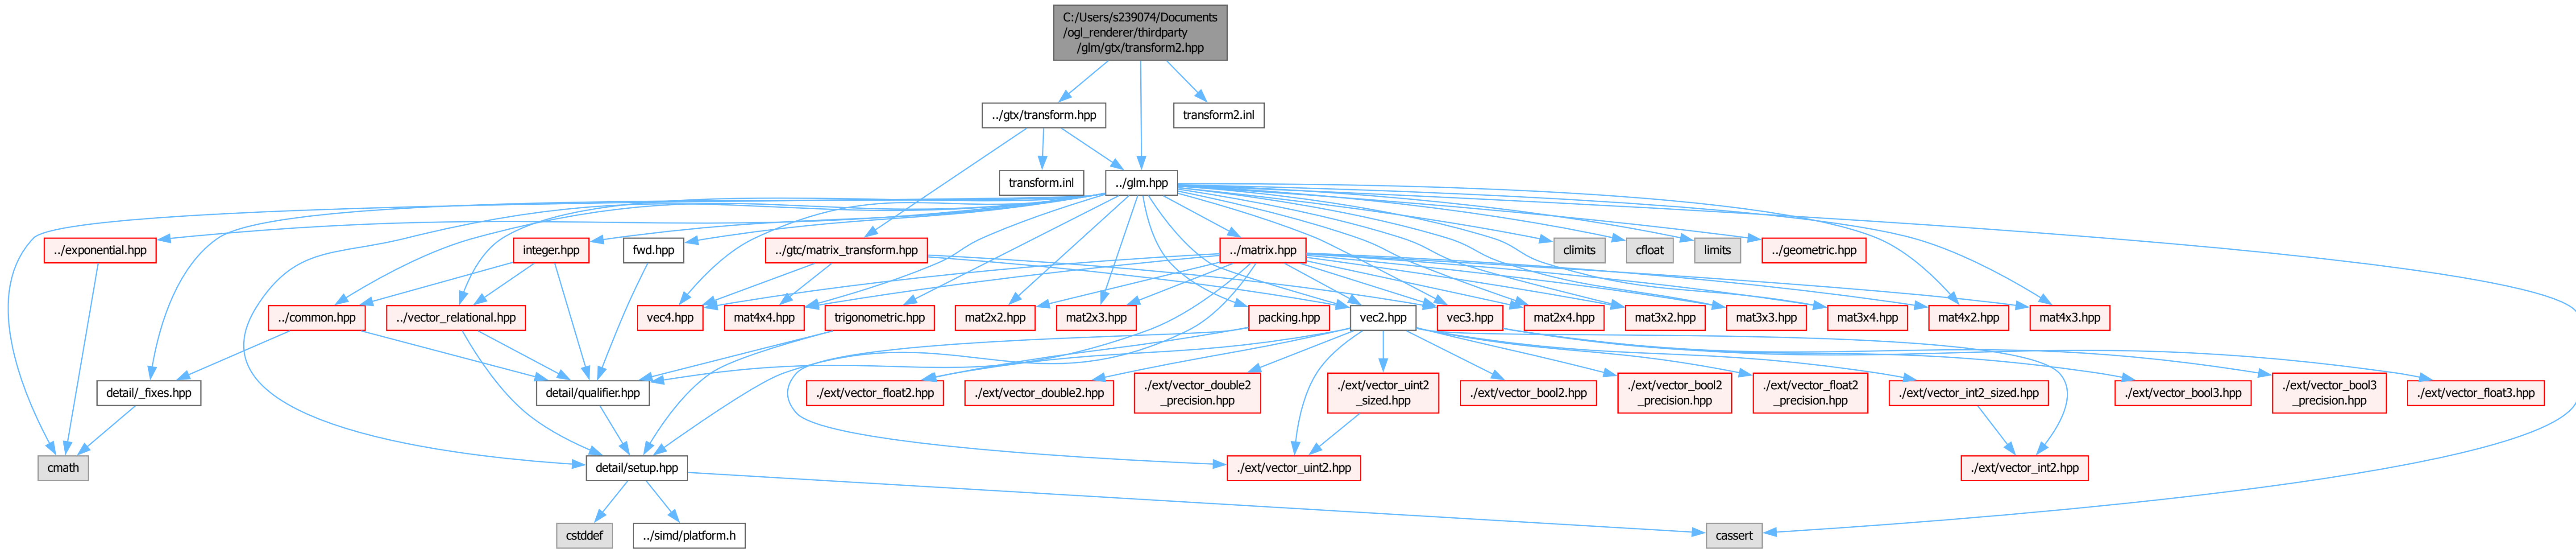 C:/Users/s239074/Documents
/ogl_renderer/thirdparty
/glm/gtx/transform2.hpp
../gtx/transform.hpp
transform2.inl
transform.inl
../glm.hpp
../exponential.hpp
integer.hpp
fwd.hpp
../gtc/matrix_transform.hpp
../matrix.hpp
climits
cfloat
limits
../geometric.hpp
../common.hpp
../vector_relational.hpp
vec4.hpp
mat4x4.hpp
trigonometric.hpp
mat2x2.hpp
mat2x3.hpp
packing.hpp
vec2.hpp
vec3.hpp
mat2x4.hpp
mat3x2.hpp
mat3x3.hpp
mat3x4.hpp
mat4x2.hpp
mat4x3.hpp
detail/_fixes.hpp
detail/qualifier.hpp
./ext/vector_float2.hpp
./ext/vector_double2.hpp
./ext/vector_double2
_precision.hpp
./ext/vector_uint2
_sized.hpp
./ext/vector_bool2.hpp
./ext/vector_bool2
_precision.hpp
./ext/vector_float2
_precision.hpp
./ext/vector_int2_sized.hpp
./ext/vector_bool3.hpp
./ext/vector_bool3
_precision.hpp
./ext/vector_float3.hpp
cmath
detail/setup.hpp
./ext/vector_uint2.hpp
./ext/vector_int2.hpp
cstddef
../simd/platform.h
cassert